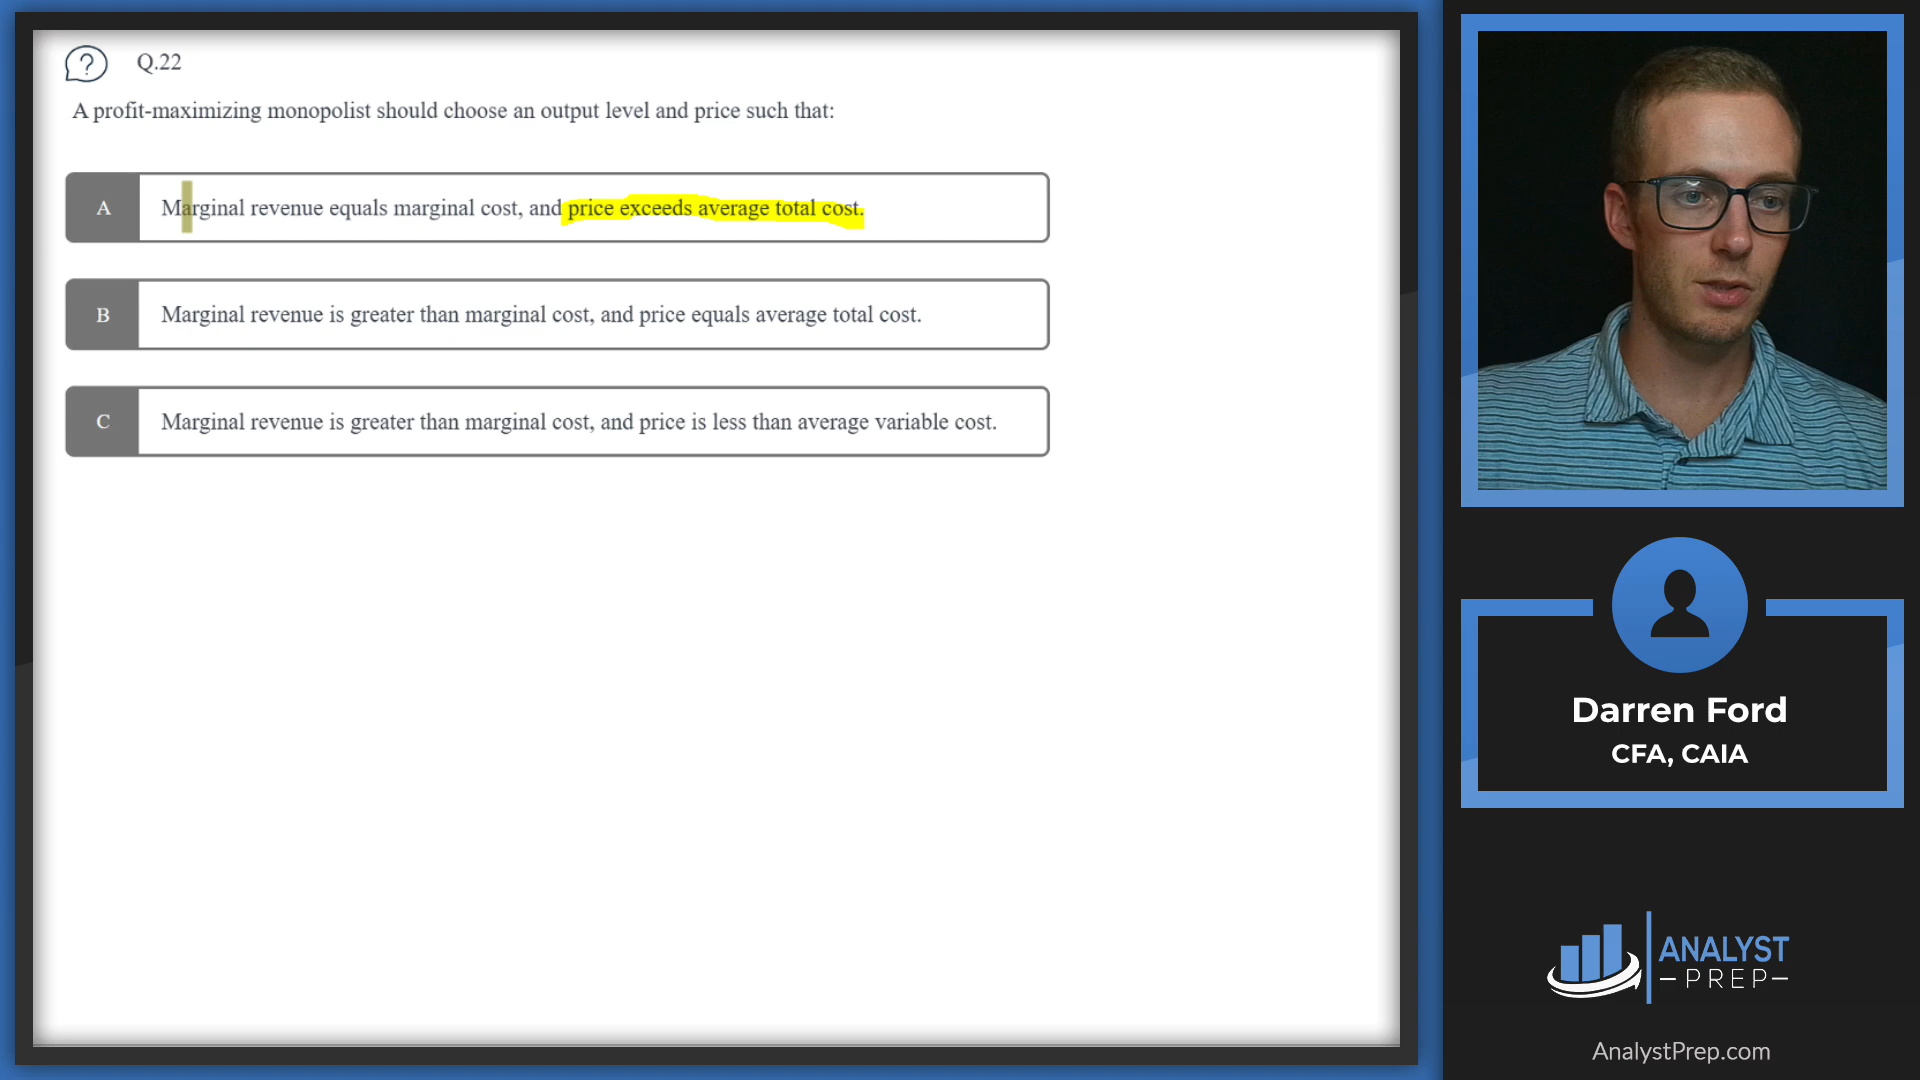 ?
Q.22
A profit-maximizing monopolist should choose an output level and price such that:
A
Marginal revenue equals marginal cost, and price exceeds average total cost.
B
Marginal revenue is greater than marginal cost, and price equals average total cost.
C
Marginal revenue is greater than marginal cost, and price is less than average variable cost.
Darren Ford
CFA, CAIA
ANALYST
PREP
AnalystPrep.com